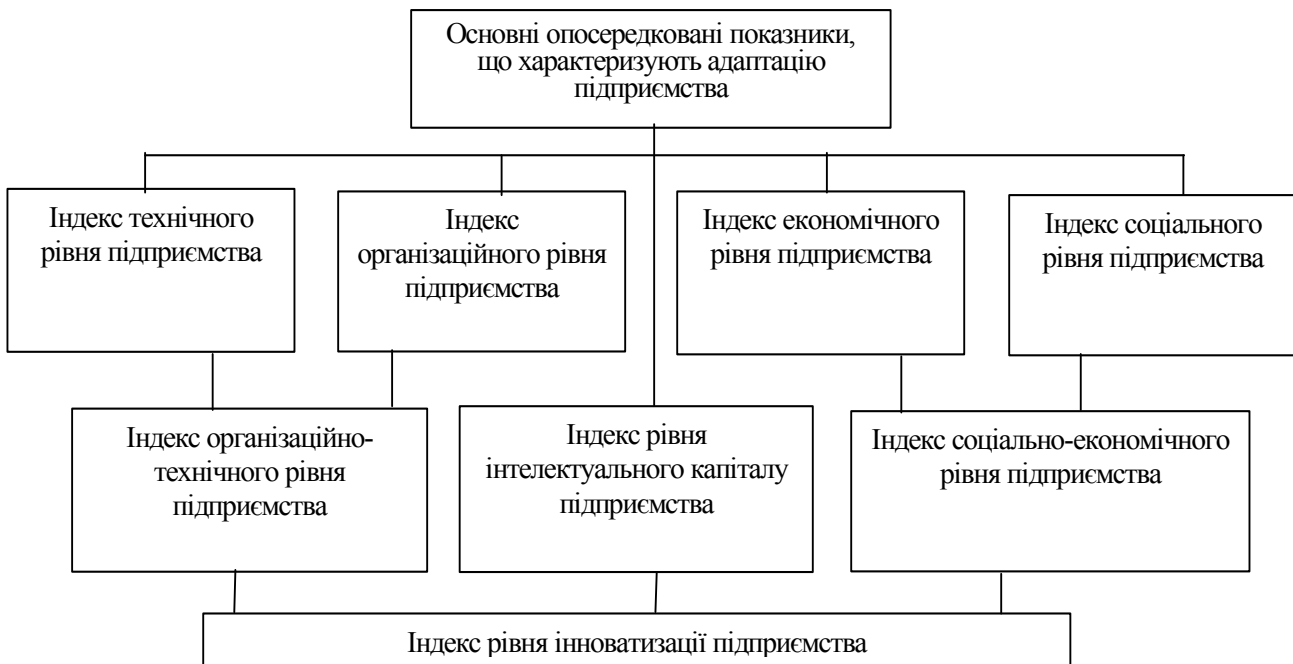 Основні опосередковані показники,
що характеризують адаптацію
підприємства
Індекс технічного
рівня підприємства
Індекс
організаційного рівня
підприємства
Індекс економічного
рівня підприємства
Індекс соціального
рівня підприємства
Індекс організаційно-
технічного рівня
підприємства
Індекс рівня
інтелектуального капіталу
підприємства
Індекс соціально-економічного
рівня підприємства
Індекс рівня інноватизації підприємства